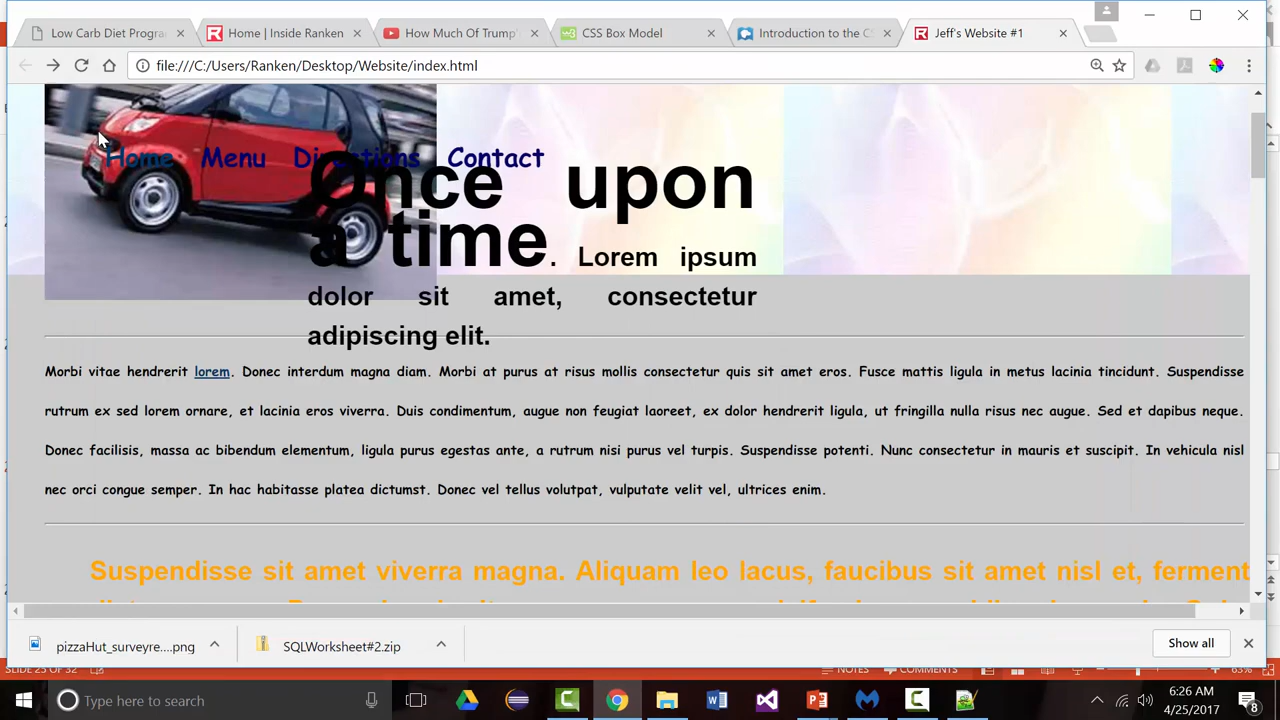 Low Carb Diet Progra
Home | Inside Ranken
How Much Of Trump'
CSS Box Model
Introduction to the C
Jeff's Website #1
file:///C:/Users/Ranken/Desktop/Website/index.html
Home Menu Directions Contact
Once upon
a time. Lorem ipsum
dolor sit amet, consectetur
adipiscing elit.
Morbi vitae hendrerit lorem. Donec interdum magna diam. Morbi at purus at risus mollis consectetur quis sit amet eros. Fusce mattis ligula in metus lacinia tincidunt. Suspendisse
rutrum ex sed lorem ornare, et lacinia eros viverra. Duis condimentum, augue non feugiat laoreet, ex dolor hendrerit ligula, ut fringilla nulla risus nec augue. Sed et dapibus neque.
Donec facilisis, massa ac bibendum elementum, ligula purus egestas ante, a rutrum nisi purus vel turpis. Suspendisse potenti. Nunc consectetur in mauris et suscipit. In vehicula nisl
nec orci congue semper. In hac habitasse platea dictumst. Donec vel tellus volutpat, vulputate velit vel, ultrices enim.
Suspendisse sit amet viverra magna. Aliquam leo lacus, faucibus sit amet nisl et, ferment
pizzaHut_surveyre....png
SQLWorksheet#2.zip
Show all
SLIDE 25 OF 32
NOTES
COMMENTS
63%
Type here to search
6:26 AM
4/25/2017
8